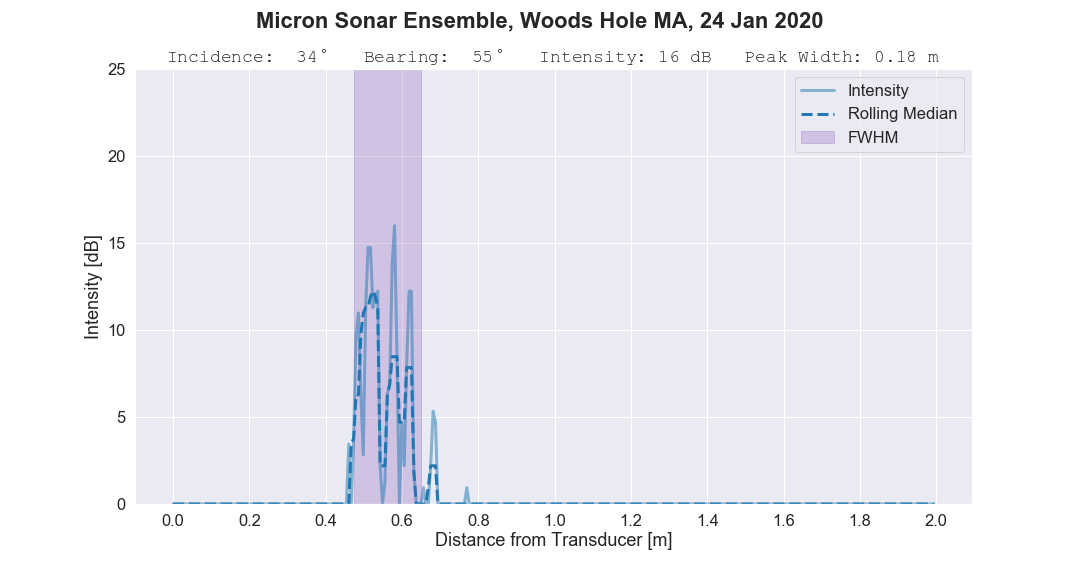 Micron Sonar Ensemble, Woods Hole MA, 24 Jan 2020
Incidence: 34° Bearing: 55° Intensity: 16 dB Peak Width: 0.18 m
Intensity
Rolling Median
FWHM
25
20
15
10
5
0
Intensity [dB]
0.0 0.2 0.4 0.6 0.8 1.0 1.2 1.4 1.6 1.8 2.0
Distance from Transducer [m]